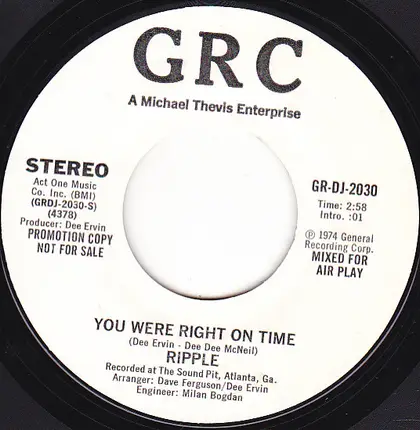 GRC
A Michael Thevis Enterprise
STEREO
Act One Music
Co. Inc. (BMI)
(GRDJ-2030-S)
(4378)
Producer: Dee Ervin
PROMOTION COPY
NOT FOR SALE
GR-DJ-2030
Time: 2:58
Intro. :01
℗ 1974 General
Recording Corp.
MIXED FOR
AIR PLAY
YOU WERE RIGHT ON TIME
(Dee Ervin - Dee Dee McNeil)
RIPPLE
Recorded at The Sound Pit, Atlanta, Ga.
Arranger: Dave Ferguson/Dee Ervin
Engineer: Milan Bogdan